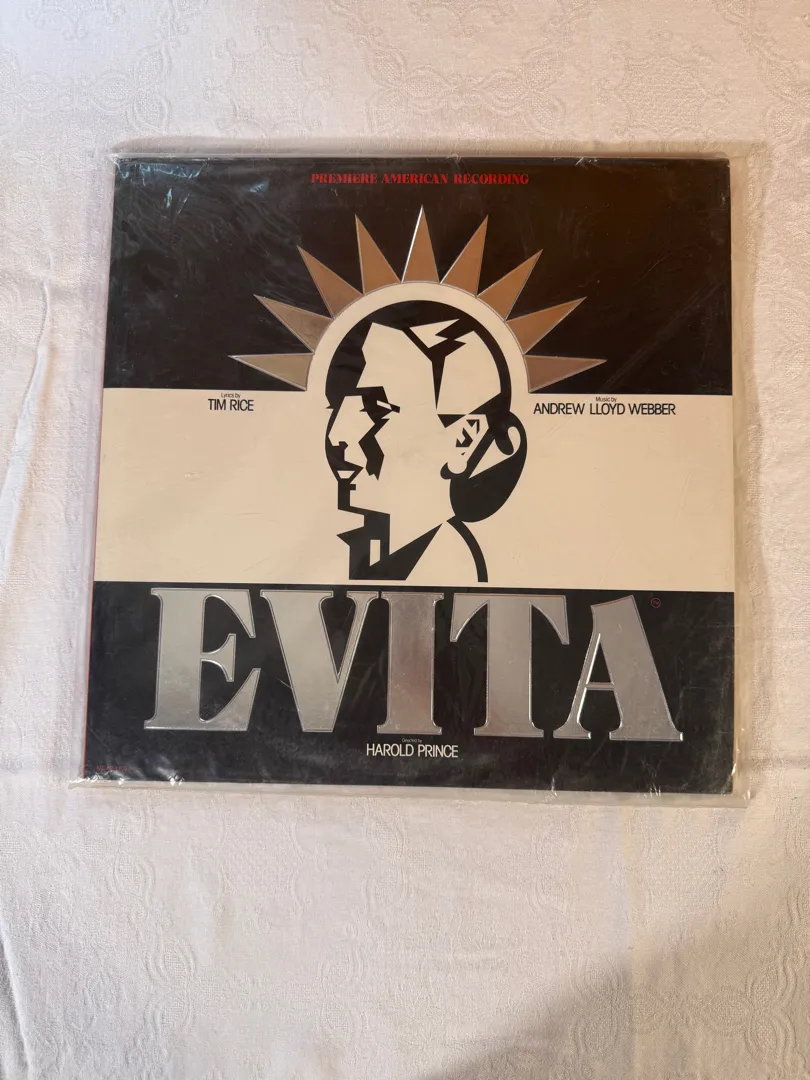 PREMIERE AMERICAN RECORDING
Lyrics by
TIM RICE
Music by
ANDREW LLOYD WEBBER
EVITA
Directed by
HAROLD PRINCE